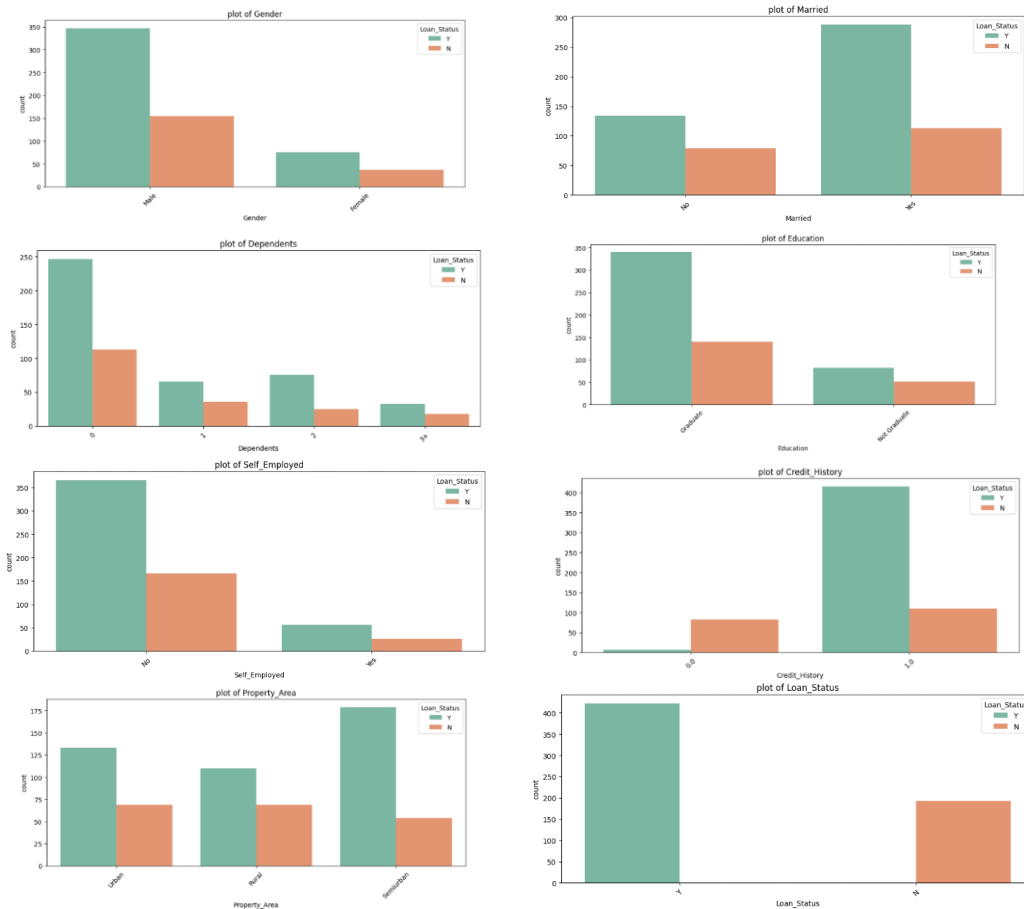 plot of Gender
Loan_Status
Y
N
350
300
250
200
150
100
50
0
count
Male
Female
Gender
plot of Married
Loan_Status
Y
N
300
250
200
150
100
50
0
count
No
Yes
Married
plot of Dependents
Loan_Status
Y
N
250
200
150
100
50
0
count
0
1
2
3+
Dependents
plot of Education
Loan_Status
Y
N
350
300
250
200
150
100
50
0
count
Graduate
Not Graduate
Education
plot of Self_Employed
Loan_Status
Y
N
350
300
250
200
150
100
50
0
count
No
Yes
Self_Employed
plot of Credit_History
Loan_Status
Y
N
400
350
300
250
200
150
100
50
0
count
0.0
1.0
Credit_History
plot of Property_Area
Loan_Status
Y
N
175
150
125
100
75
50
25
0
count
Urban
Rural
Semiurban
Property_Area
plot of Loan_Status
Loan_Status
Y
N
400
350
300
250
200
150
100
50
0
count
Y
N
Loan_Status